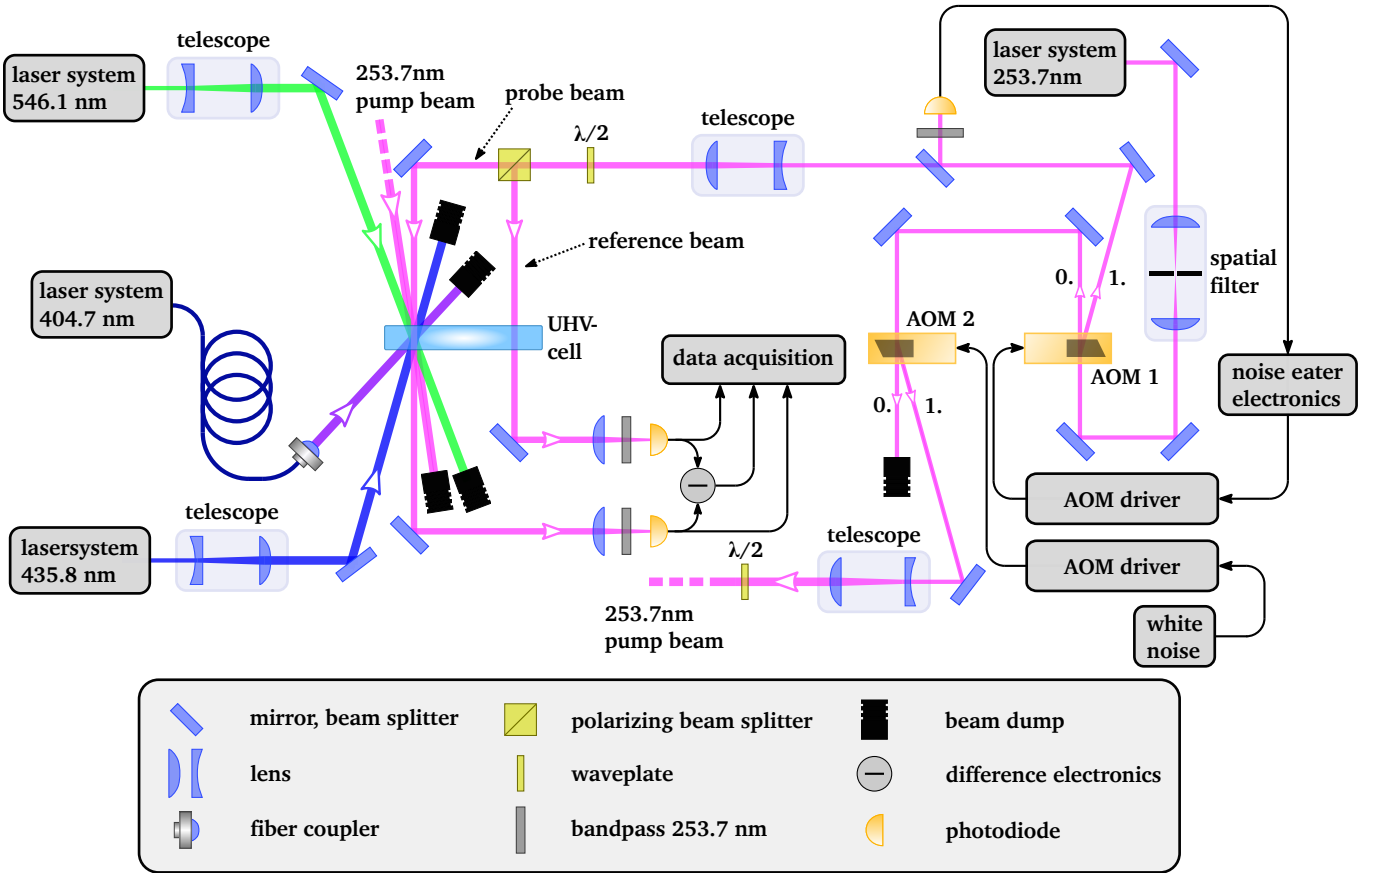 telescope
laser system
546.1 nm
253.7nm
pump beam
probe beam
λ/2
telescope
laser system
253.7nm
reference beam
spatial
filter
0.
1.
laser system
404.7 nm
UHV-
cell
AOM 2
AOM 1
data acquisition
noise eater
electronics
0.
1.
AOM driver
telescope
lasersystem
435.8 nm
λ/2
telescope
AOM driver
253.7nm
pump beam
white
noise
mirror, beam splitter
polarizing beam splitter
beam dump
lens
waveplate
difference electronics
fiber coupler
bandpass 253.7 nm
photodiode